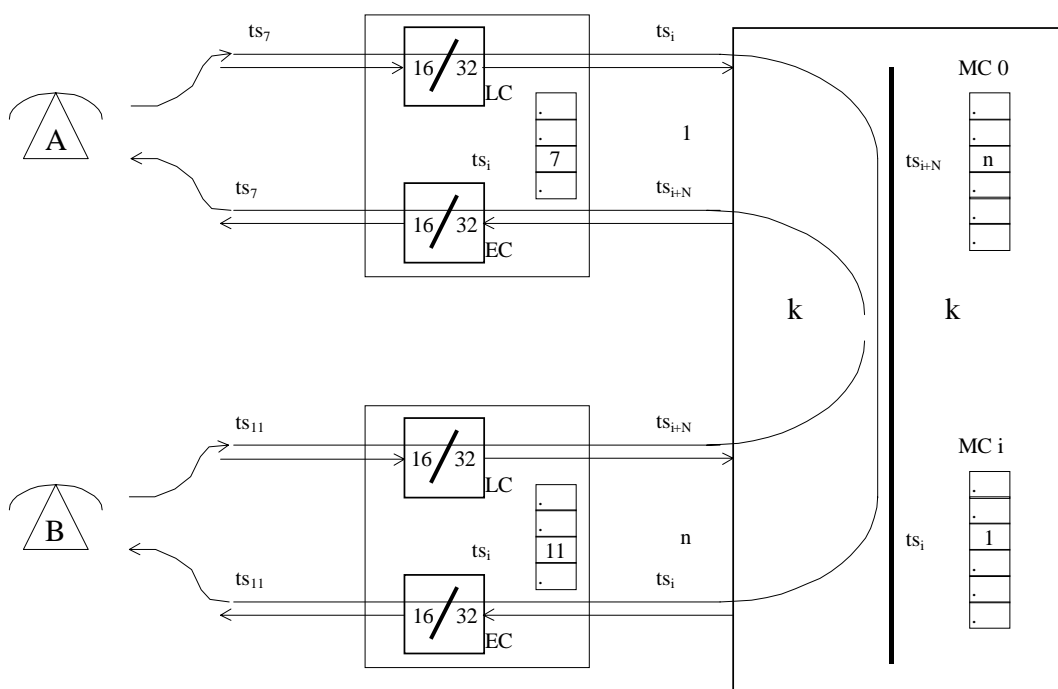 ts7 tsi
16 32 LC MC 0
.
.
A 1 .
.
tsi 7 tsi+N n
. .
.
.
ts7 tsi+N
16 32 EC
k k
ts11 tsi+N
16 32 LC MC i
.
.
B n .
.
tsi 11 tsi 1
. .
.
.
ts11 tsi
16 32 EC